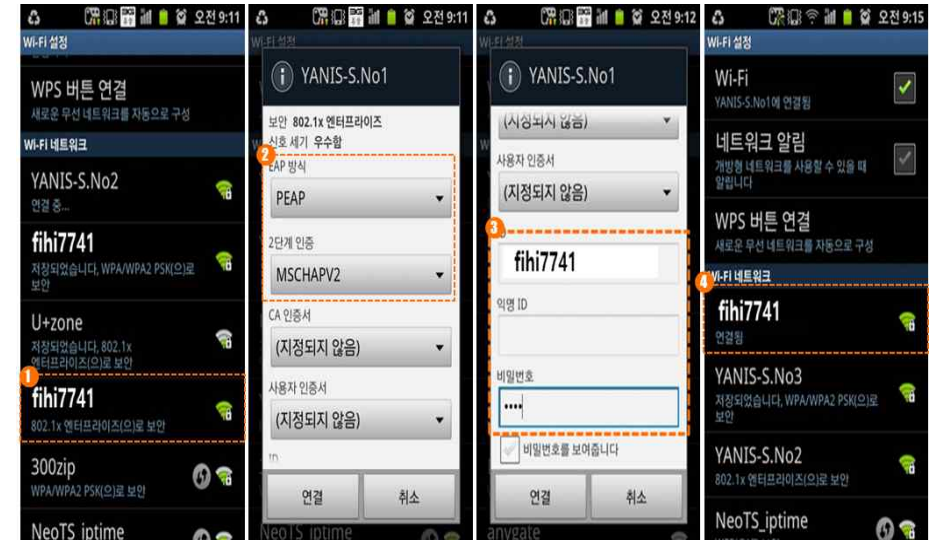 오전 9:11
Wi-Fi 설정
WPS 버튼 연결
새로운 무선 네트워크를 자동으로 구성
Wi-Fi 네트워크
YANIS-S.No2
연결 중...
fihi7741
저장되었습니다, WPA/WPA2 PSK(으)로
보안
U+zone
저장되었습니다, 802.1x
엔터프라이즈(으)로 보안
1
fihi7741
802.1x 엔터프라이즈(으)로 보안
300zip
WPA/WPA2 PSK(으)로 보안
NeoTS_iptime
오전 9:11
Wi-Fi 설정
YANIS-S.No1
보안 802.1x 엔터프라이즈
신호 세기 우수함
2
EAP 방식
PEAP
2단계 인증
MSCHAPV2
CA 인증서
(지정되지 않음)
사용자 인증서
(지정되지 않음)
ID
연결 취소
NeoTS_iptime
오전 9:12
Wi-Fi 설정
YANIS-S.No1
(지정되지 않음)
사용자 인증서
(지정되지 않음)
3
fihi7741
익명 ID
비밀번호
••••
비밀번호를 보여줍니다
연결 취소
anygate
오전 9:15
Wi-Fi 설정
Wi-Fi
YANIS-S.No1에 연결됨
네트워크 알림
개방형 네트워크를 사용할 수 있을 때
알립니다
WPS 버튼 연결
새로운 무선 네트워크를 자동으로 구성
Wi-Fi 네트워크
4
fihi7741
연결됨
YANIS-S.No3
저장되었습니다, WPA/WPA2 PSK(으)로
보안
YANIS-S.No2
802.1x 엔터프라이즈(으)로 보안
NeoTS_iptime